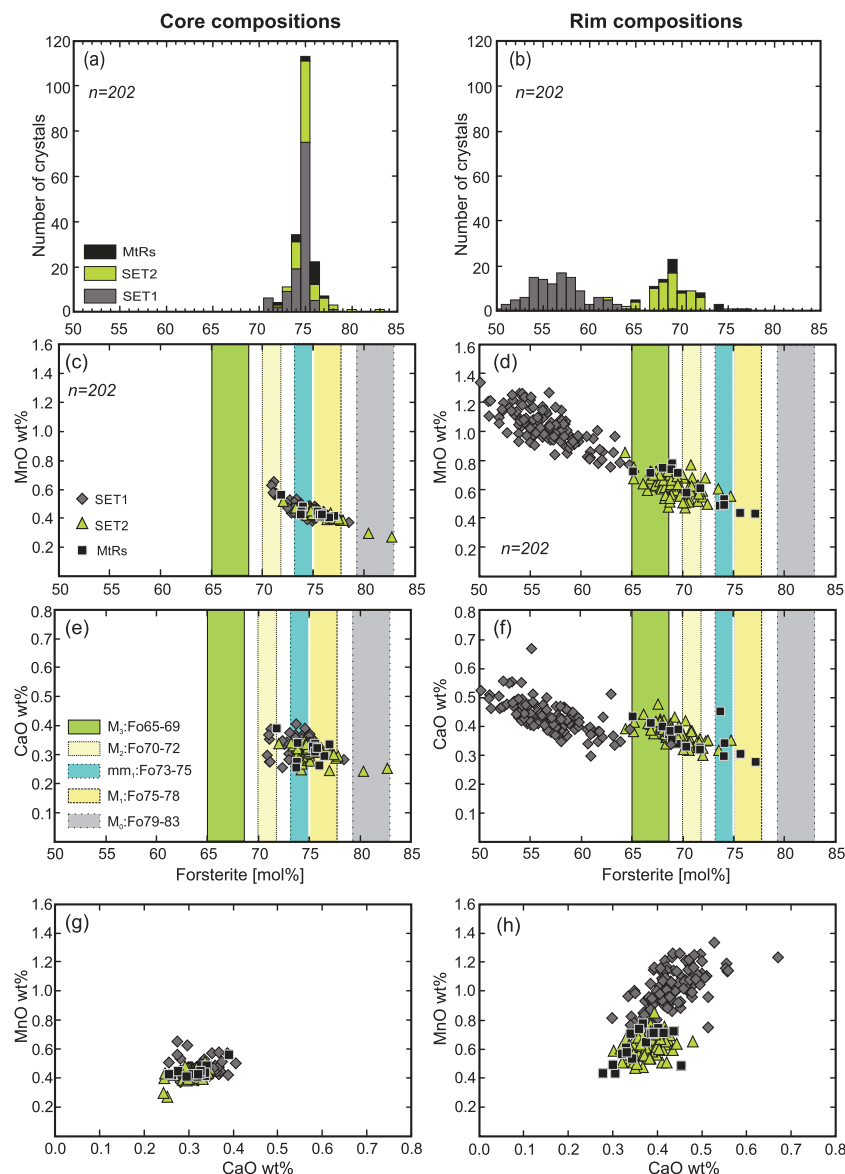 Core compositions
Rim compositions
(a)
n=202
Number of crystals
120
100
80
60
40
20
0
MtRs
SET2
SET1
50 55 60 65 70 75 80 85
(b)
n=202
Number of crystals
120
100
80
60
40
20
0
50 55 60 65 70 75 80 85
(c)
n=202
MnO wt%
1.6
1.4
1.2
1.0
0.8
0.6
0.4
0.2
SET1
SET2
MtRs
50 55 60 65 70 75 80 85
(d)
n=202
MnO wt%
1.6
1.4
1.2
1.0
0.8
0.6
0.4
0.2
0
50 55 60 65 70 75 80 85
(e)
CaO wt%
0.8
0.7
0.6
0.5
0.4
0.3
0.2
0.1
M3:Fo65-69
M2:Fo70-72
mm1:Fo73-75
M1:Fo75-78
M0:Fo79-83
50 55 60 65 70 75 80 85
Forsterite [mol%]
(f)
CaO wt%
0.8
0.7
0.6
0.5
0.4
0.3
0.2
0.1
50 55 60 65 70 75 80 85
Forsterite [mol%]
(g)
MnO wt%
1.6
1.4
1.2
1.0
0.8
0.6
0.4
0.2
0.0 0.1 0.2 0.3 0.4 0.5 0.6 0.7 0.8
CaO wt%
(h)
MnO wt%
1.6
1.4
1.2
1.0
0.8
0.6
0.4
0.2
0 0.1 0.2 0.3 0.4 0.5 0.6 0.7 0.8
CaO wt%